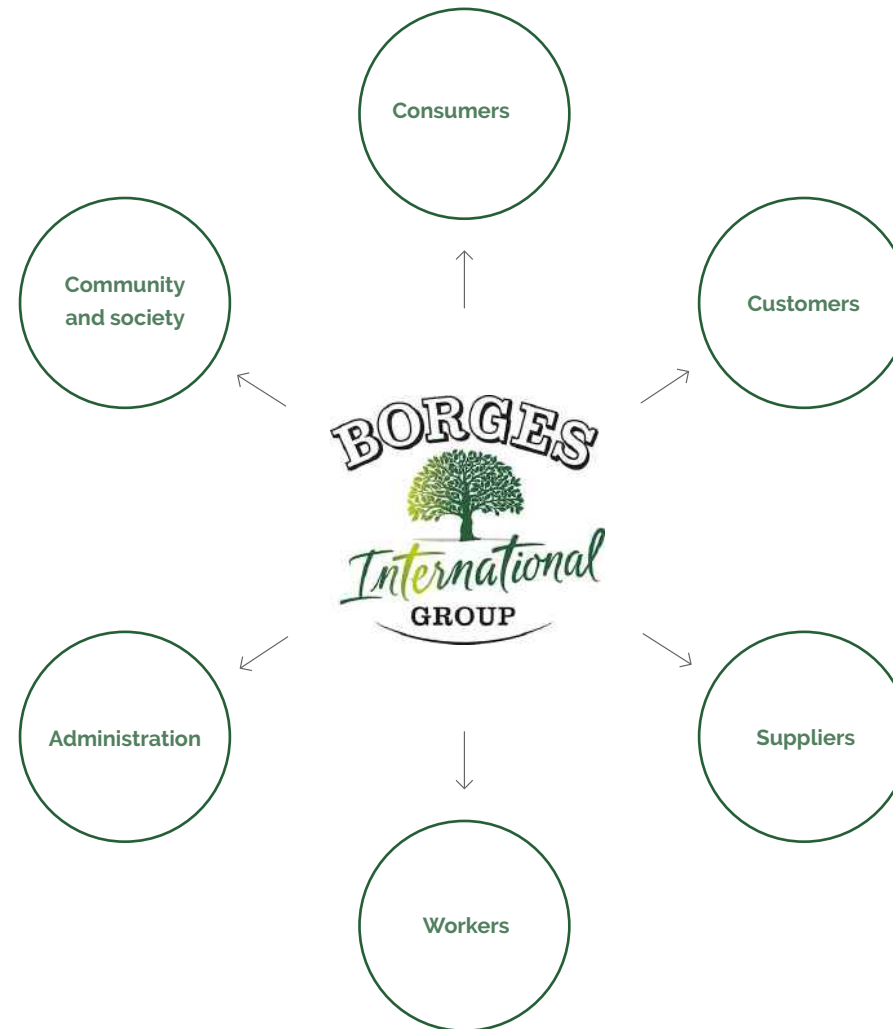 Consumers
Community
and society
Customers
BORGES
International
GROUP
Administration
Suppliers
Workers